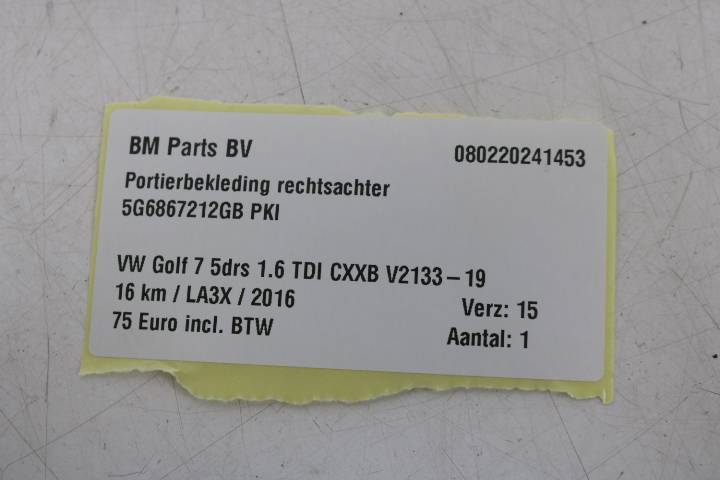 BM Parts BV 080220241453
Portierbekleding rechtsachter
5G6867212GB PKI
VW Golf 7 5drs 1.6 TDI CXXB V2133-19
16 km / LA3X / 2016 Verz: 15
75 Euro incl. BTW Aantal: 1